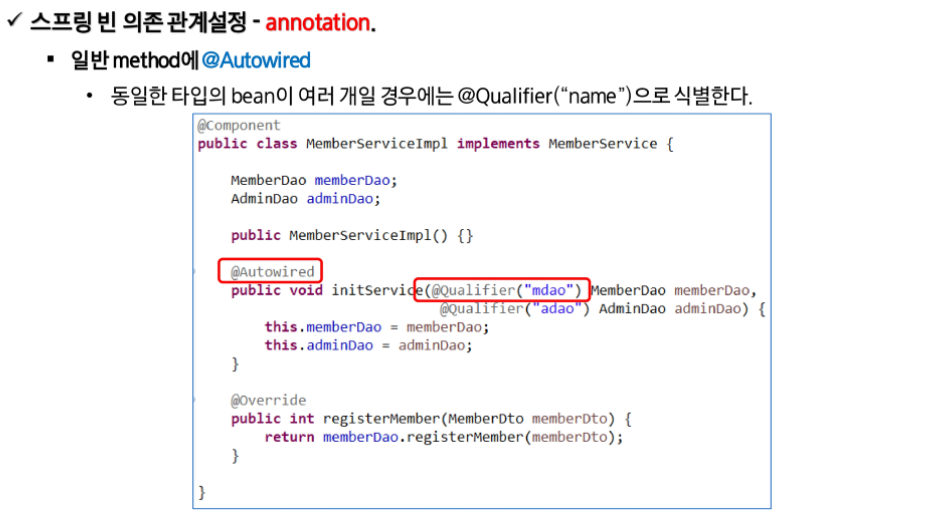 ✓ 스프링 빈 의존 관계설정 - annotation.
▪ 일반 method에 @Autowired
• 동일한 타입의 bean이 여러 개일 경우에는 @Qualifier(“name”)으로 식별한다.
@Component
public class MemberServiceImpl implements MemberService {
MemberDao memberDao;
AdminDao adminDao;
public MemberServiceImpl() {}
@Autowired
public void initService(@Qualifier("mdao") MemberDao memberDao,
@Qualifier("adao") AdminDao adminDao) {
this.memberDao = memberDao;
this.adminDao = adminDao;
}
@Override
public int registerMember(MemberDto memberDto) {
return memberDao.registerMember(memberDto);
}
}